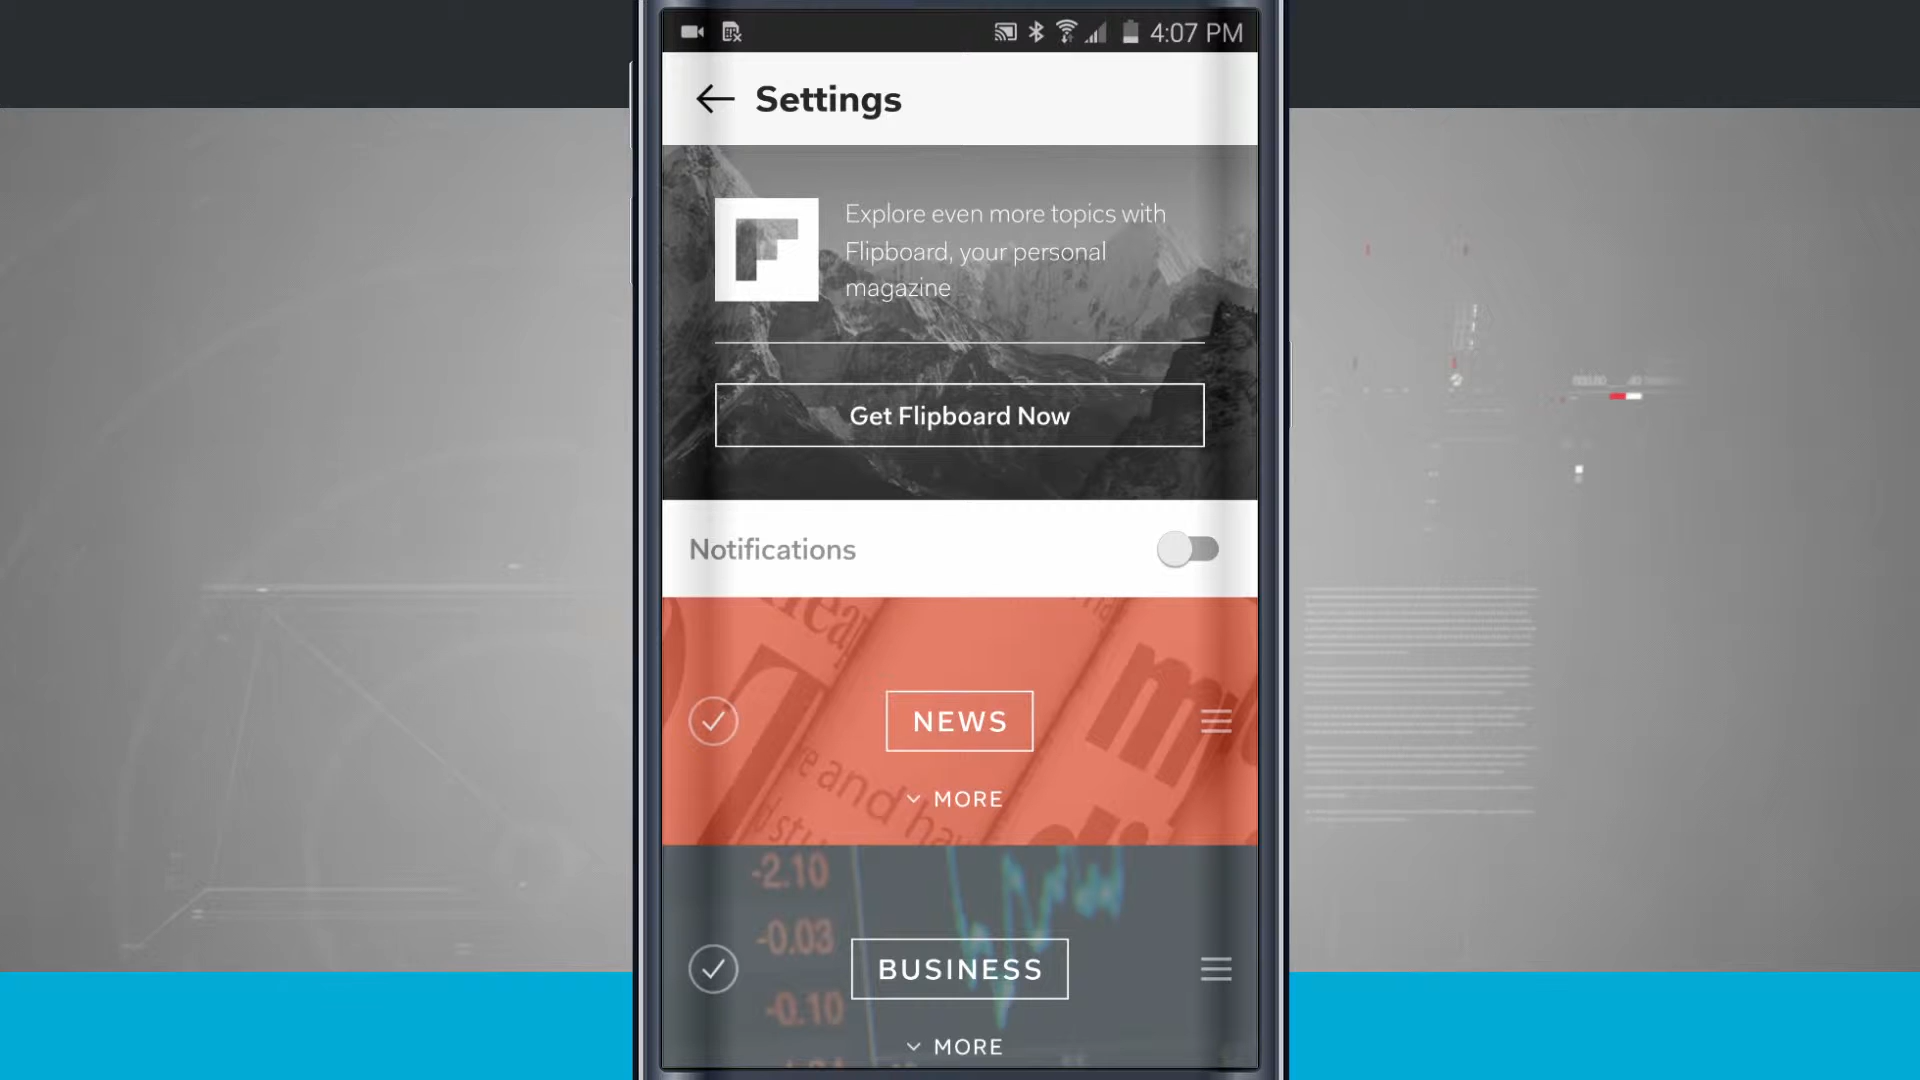 4:07 PM
Settings
Explore even more topics with
Flipboard, your personal
magazine
Get Flipboard Now
Notifications
NEWS
MORE
-2.10
-0.03
BUSINESS
-0.10
MORE